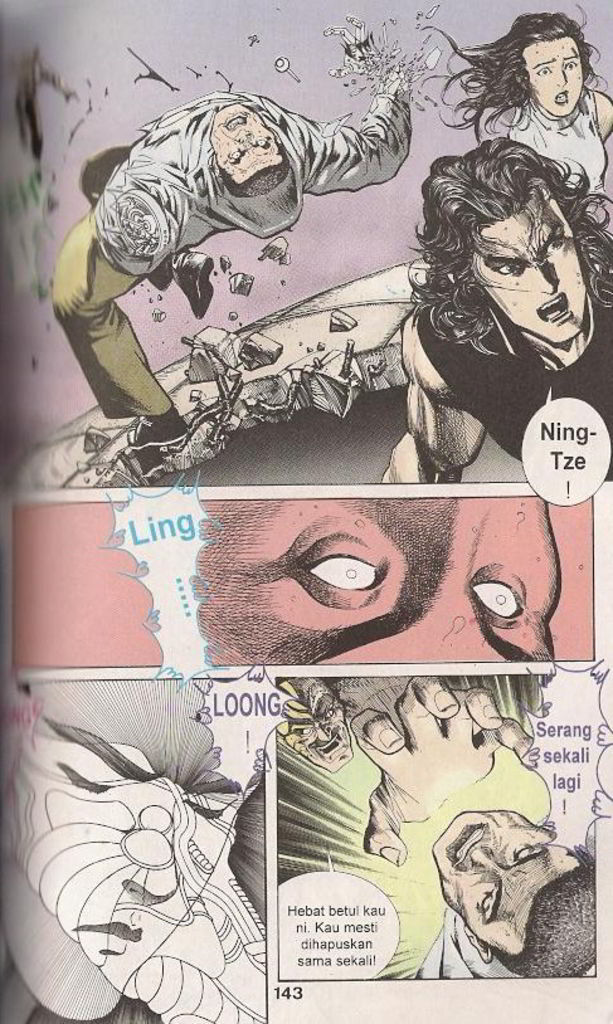 Ning-
Tze
!
Ling
....
LOONG
!
Serang
sekali
lagi
!
Hebat betul kau
ni. Kau mesti
dihapuskan
sama sekali!
143